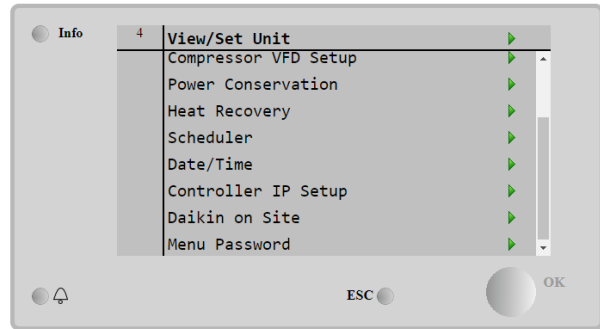 Info
4 View/Set Unit
Compressor VFD Setup
Power Conservation
Heat Recovery
Scheduler
Date/Time
Controller IP Setup
Daikin on Site
Menu Password
ESC
OK